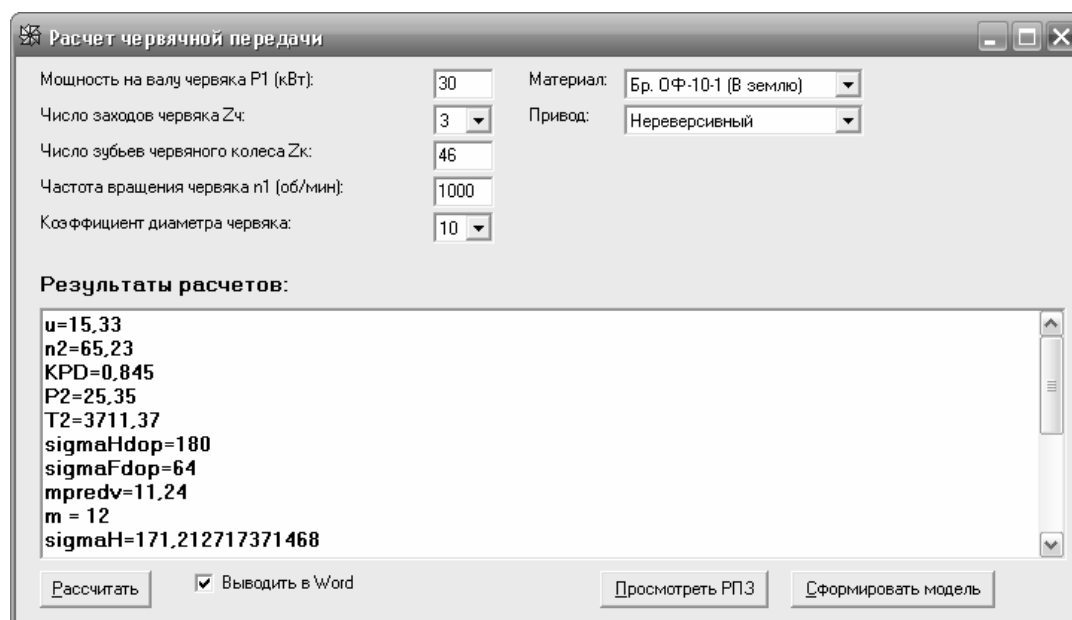 Расчет червячной передачи
Мощность на валу червяка P1 (кВт): 30 Материал: Бр. ОФ-10-1 (В землю)
Число заходов червяка Zч: 3 Привод: Нереверсивный
Число зубьев червяного колеса Zк: 46
Частота вращения червяка n1 (об/мин): 1000
Коэффициент диаметра червяка: 10
Результаты расчетов:
u=15,33
n2=65,23
KPD=0,845
P2=25,35
T2=3711,37
sigmaHdop=180
sigmaFdop=64
mpredv=11,24
m = 12
sigmaH=171,212717371468
Рассчитать Выводить в Word Просмотреть РПЗ Сформировать модель